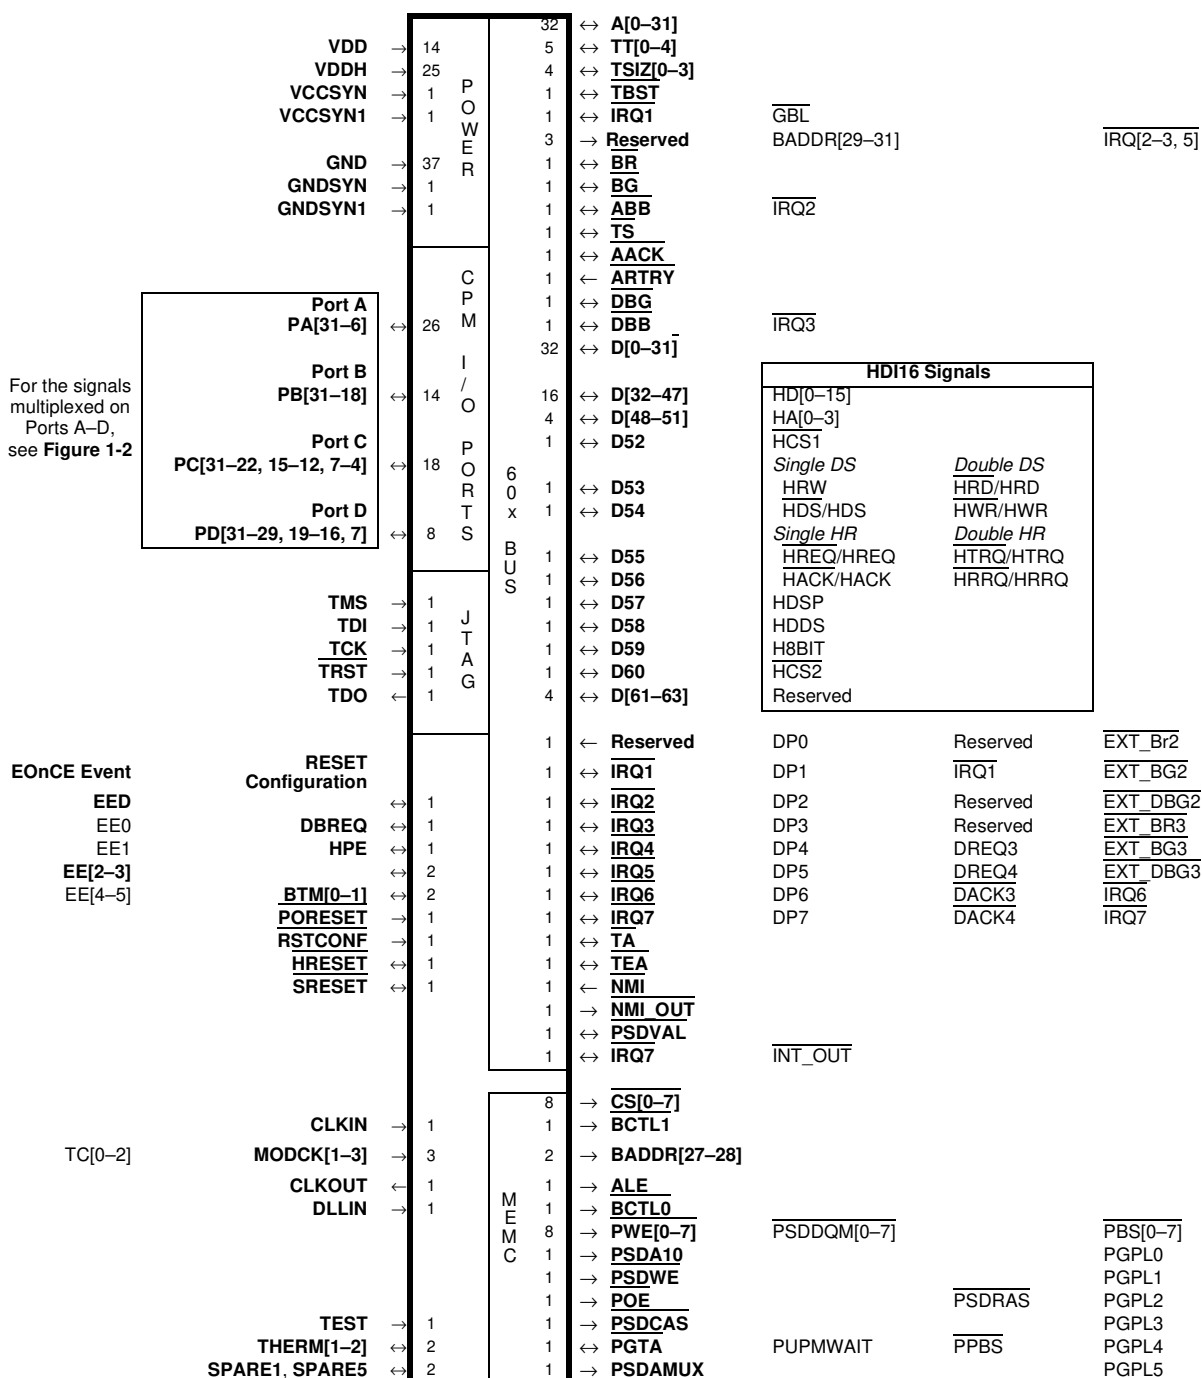 32 ↔ A[0–31]
VDD → 14 5 ↔ TT[0–4]
VDDH → 25 4 ↔ TSIZ[0–3]
VCCSYN → 1 1 ↔ TBST
VCCSYN1 → 1 1 ↔ IRQ1 GBL
3 → Reserved BADDR[29–31] IRQ[2–3, 5]
GND → 37 1 ↔ BR
GNDSYN → 1 1 ↔ BG
GNDSYN1 → 1 1 ↔ ABB IRQ2
POWER
1 ↔ TS
1 ↔ AACK
1 ← ARTRY
Port A 1 ↔ DBG
PA[31–6] ↔ 26 1 ↔ DBB IRQ3
32 ↔ D[0–31]
Port B HDI16 Signals
PB[31–18] ↔ 14 16 ↔ D[32–47] HD[0–15]
4 ↔ D[48–51] HA[0–3]
Port C 1 ↔ D52 HCS1
PC[31–22, 15–12, 7–4] ↔ 18 Single DS Double DS
1 ↔ D53 HRW HRD/HRD
Port D 1 ↔ D54 HDS/HDS HWR/HWR
PD[31–29, 19–16, 7] ↔ 8 Single HR Double HR
For the signals
multiplexed on
Ports A–D,
see Figure 1-2
CPM I/O PORTS
60x BUS
1 ↔ D55 HREQ/HREQ HTRQ/HTRQ
1 ↔ D56 HACK/HACK HRRQ/HRRQ
TMS → 1 1 ↔ D57 HDSP
TDI → 1 1 ↔ D58 HDDS
TCK → 1 1 ↔ D59 H8BIT
TRST → 1 1 ↔ D60 HCS2
TDO ← 1 4 ↔ D[61–63] Reserved
JTAG
1 ← Reserved DP0 Reserved EXT_Br2
EOnCE Event RESET
Configuration 1 ↔ IRQ1 DP1 IRQ1 EXT_BG2
EED ↔ 1 1 ↔ IRQ2 DP2 Reserved EXT_DBG2
EE0 DBREQ ↔ 1 1 ↔ IRQ3 DP3 Reserved EXT_BR3
EE1 HPE ↔ 1 1 ↔ IRQ4 DP4 DREQ3 EXT_BG3
EE[2–3] ↔ 2 1 ↔ IRQ5 DP5 DREQ4 EXT_DBG3
EE[4–5] BTM[0–1] ↔ 2 1 ↔ IRQ6 DP6 DACK3 IRQ6
PORESET → 1 1 ↔ IRQ7 DP7 DACK4 IRQ7
RSTCONF → 1 1 ↔ TA
HRESET ↔ 1 1 ↔ TEA
SRESET ↔ 1 1 ← NMI
1 → NMI_OUT
1 ↔ PSDVAL
1 ↔ IRQ7 INT_OUT
8 → CS[0–7]
CLKIN → 1 1 → BCTL1
TC[0–2] MODCK[1–3] → 3 2 → BADDR[27–28]
CLKOUT ← 1 1 → ALE
DLLIN → 1 1 → BCTL0
MEMC
8 → PWE[0–7] PSDDQM[0–7] PBS[0–7]
1 → PSDA10 PGPL0
1 → PSDWE PGPL1
1 → POE PSDRAS PGPL2
TEST → 1 1 → PSDCAS PGPL3
THERM[1–2] ↔ 2 1 ↔ PGTA PUPMWAIT PPBS PGPL4
SPARE1, SPARE5 ↔ 2 1 → PSDAMUX PGPL5